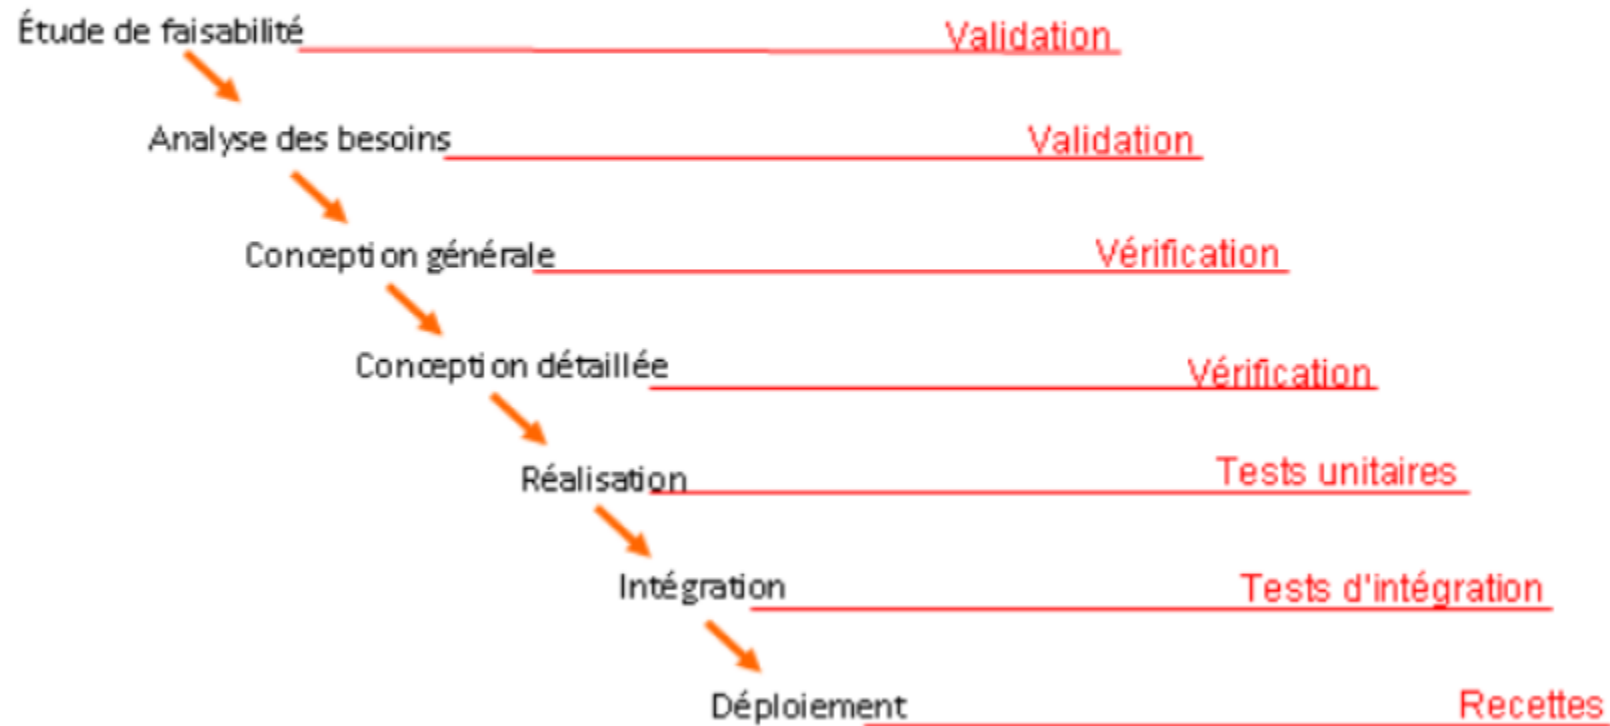 Étude de faisabilité
Validation
Analyse des besoins
Validation
Conception générale
Vérification
Conception détaillée
Vérification
Réalisation
Tests unitaires
Intégration
Tests d'intégration
Déploiement
Recettes